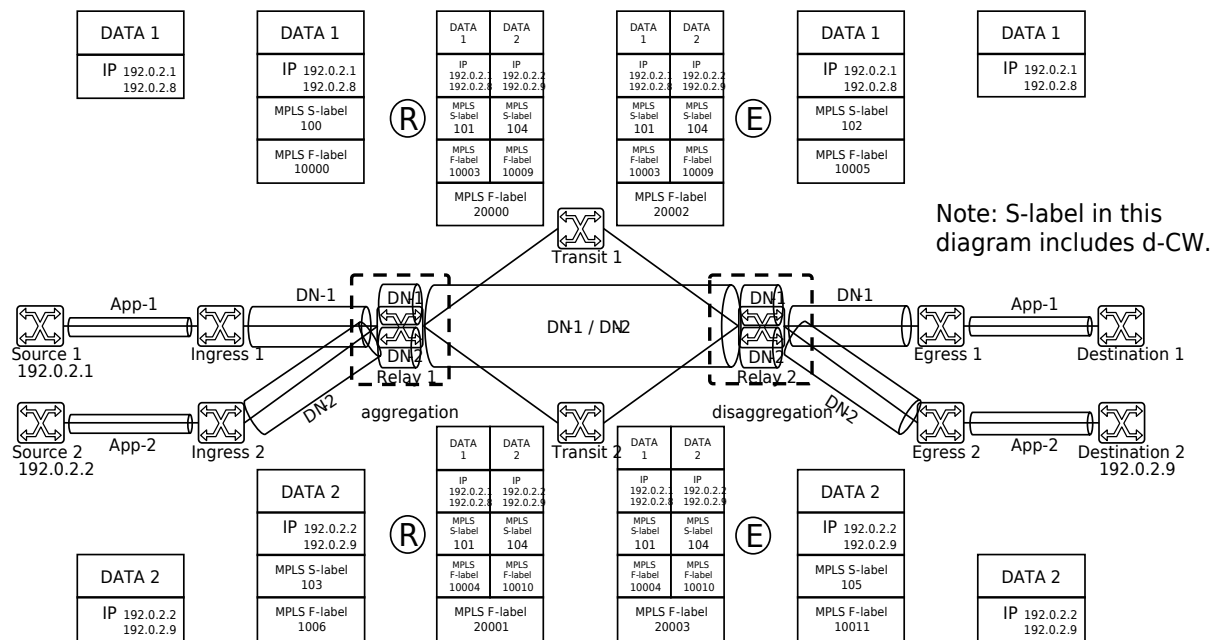 DATA 1
IP 192.0.2.1
192.0.2.8
DATA 1
IP 192.0.2.1
192.0.2.8
MPLS S-label
100
MPLS F-label
10000
R
DATA
1
DATA
2
IP
192.0.2.1
192.0.2.8
IP
192.0.2.2
192.0.2.9
MPLS
S-label
101
MPLS
S-label
104
MPLS
F-label
10003
MPLS
F-label
10009
MPLS F-label
20000
DATA
1
DATA
2
IP
192.0.2.1
192.0.2.8
IP
192.0.2.2
192.0.2.9
MPLS
S-label
101
MPLS
S-label
104
MPLS
F-label
10003
MPLS
F-label
10009
MPLS F-label
20002
E
DATA 1
IP 192.0.2.1
192.0.2.8
MPLS S-label
102
MPLS F-label
10005
DATA 1
IP 192.0.2.1
192.0.2.8
Note: S-label in this
diagram includes d-CW.
Transit 1
App-1
DN-1
DN-1
DN-1 / DN-2
DN-1
DN-1
App-1
Source 1
192.0.2.1
Ingress 1
DN-2
Relay 1
DN-2
Relay 2
Egress 1
Destination 1
DN-2
aggregation
disaggregation
DN-2
App-2
App-2
Source 2
192.0.2.2
Ingress 2
Transit 2
Egress 2
Destination 2
192.0.2.9
DATA 2
IP 192.0.2.2
192.0.2.9
DATA 2
IP 192.0.2.2
192.0.2.9
MPLS S-label
103
MPLS F-label
1006
R
DATA
1
DATA
2
IP
192.0.2.1
192.0.2.8
IP
192.0.2.2
192.0.2.9
MPLS
S-label
101
MPLS
S-label
104
MPLS
F-label
10004
MPLS
F-label
10010
MPLS F-label
20001
DATA
1
DATA
2
IP
192.0.2.1
192.0.2.8
IP
192.0.2.2
192.0.2.9
MPLS
S-label
101
MPLS
S-label
104
MPLS
F-label
10004
MPLS
F-label
10010
MPLS F-label
20003
E
DATA 2
IP 192.0.2.2
192.0.2.9
MPLS S-label
105
MPLS F-label
10011
DATA 2
IP 192.0.2.2
192.0.2.9